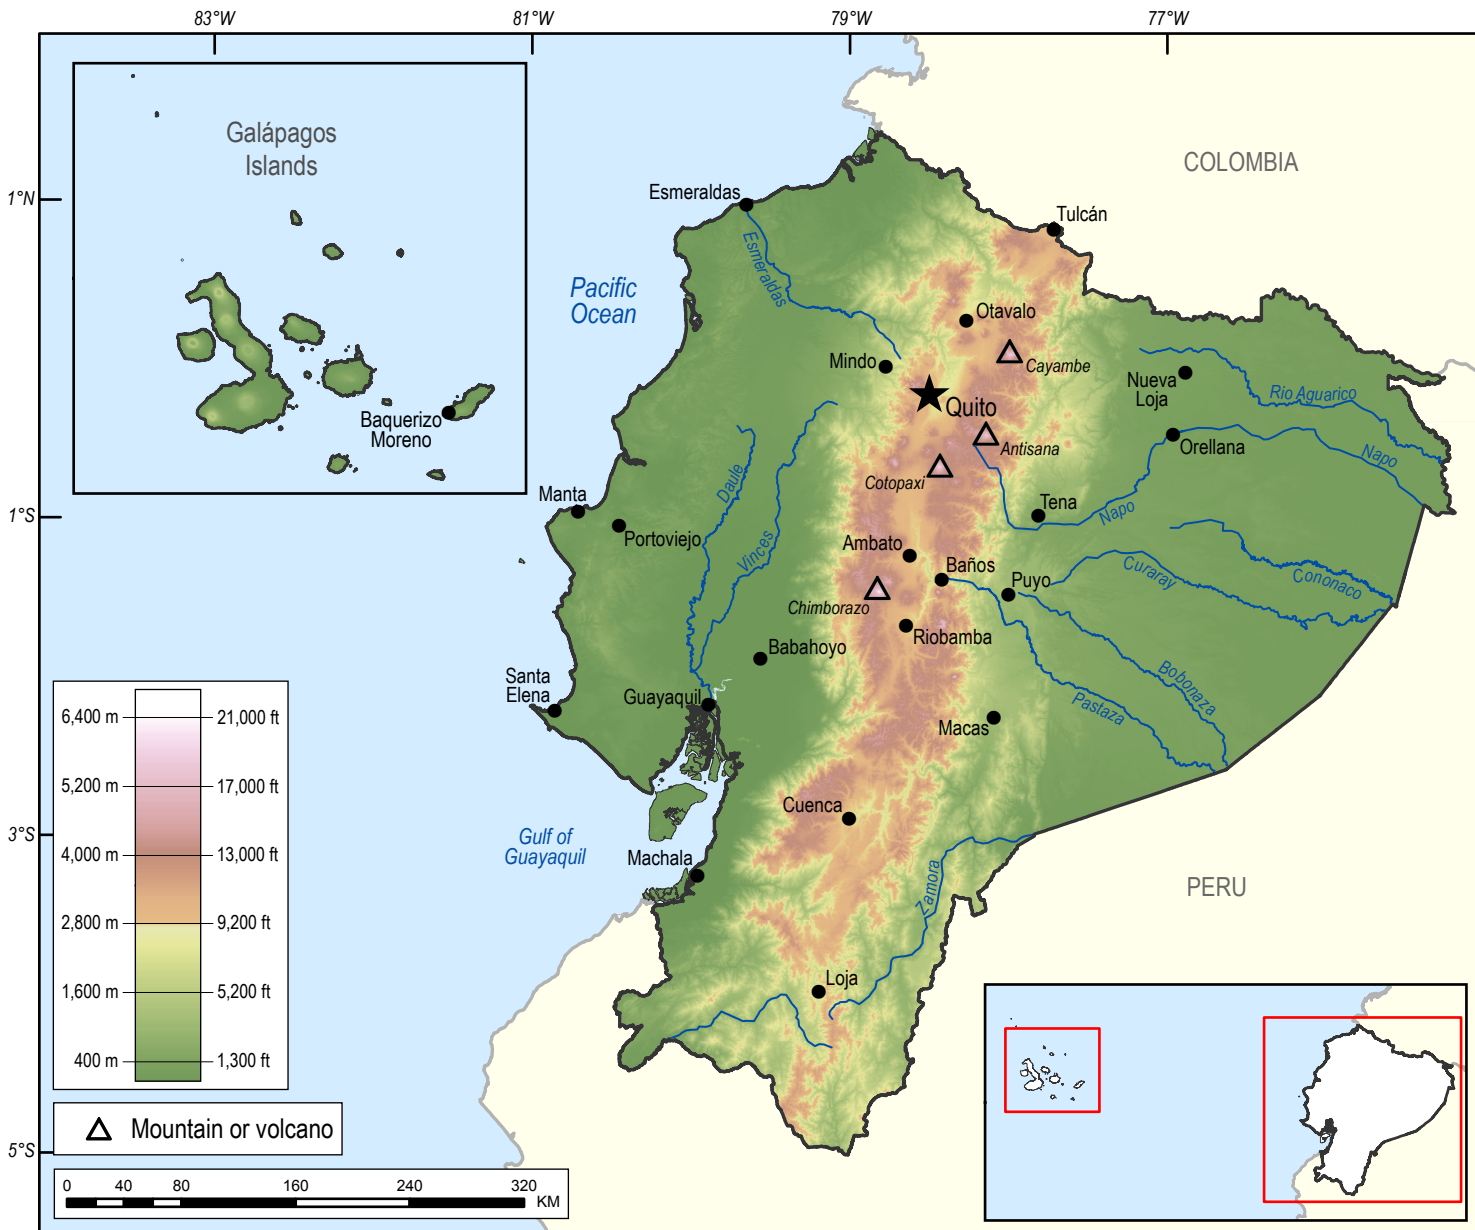 83°W
81°W
79°W
77°W
1°N
1°S
3°S
5°S
Galápagos
Islands
Baquerizo
Moreno
COLOMBIA
PERU
Pacific
Ocean
Gulf of
Guayaquil
Esmeraldas
Esmeraldas
Tulcán
Otavalo
Cayambe
Mindo
Quito
Nueva
Loja
Rio Aguarico
Orellana
Napo
Antisana
Cotopaxi
Daule
Vinces
Manta
Portoviejo
Tena
Napo
Ambato
Baños
Puyo
Curaray
Cononaco
Chimborazo
Riobamba
Babahoyo
Bobonaza
Pastaza
Santa
Elena
Guayaquil
Macas
Cuenca
Machala
Zamora
Loja
6,400 m
21,000 ft
5,200 m
17,000 ft
4,000 m
13,000 ft
2,800 m
9,200 ft
1,600 m
5,200 ft
400 m
1,300 ft
Mountain or volcano
0 40 80 160 240 320 KM